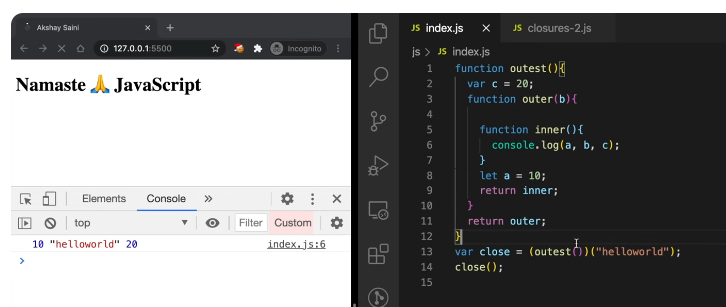 Akshay Saini
127.0.0.1:5500
Incognito
Namaste 🙏 JavaScript
Elements Console »
top Filter Custom
10 "helloworld" 20 index.js:6
>
JS index.js JS closures-2.js
js > JS index.js
1 function outest(){
2 var c = 20;
3 function outer(b){
4
5 function inner(){
6 console.log(a, b, c);
7 }
8 let a = 10;
9 return inner;
10 }
11 return outer;
12 }
13 var close = (outest())("helloworld");
14 close();
15